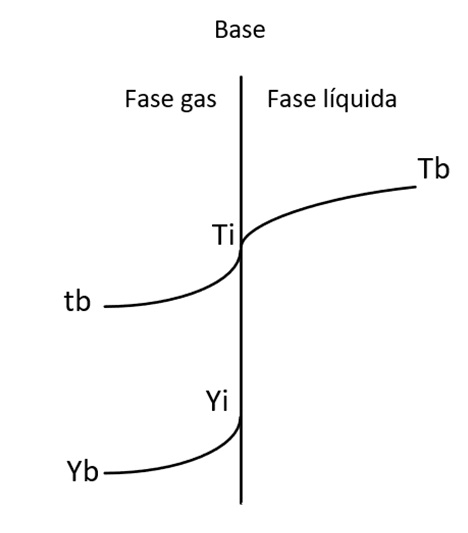 Base
Fase gas
Fase líquida
Tb
Ti
tb
Yi
Yb